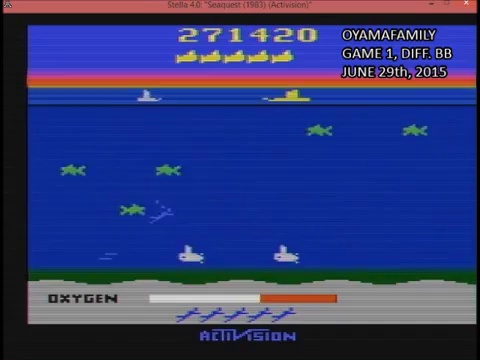 Stella 4.0: "Seaquest (1983) (Activision)"
271420
OYAMAFAMILY
GAME 1, DIFF. BB
JUNE 29th, 2015
OXYGEN
ACTIVISION